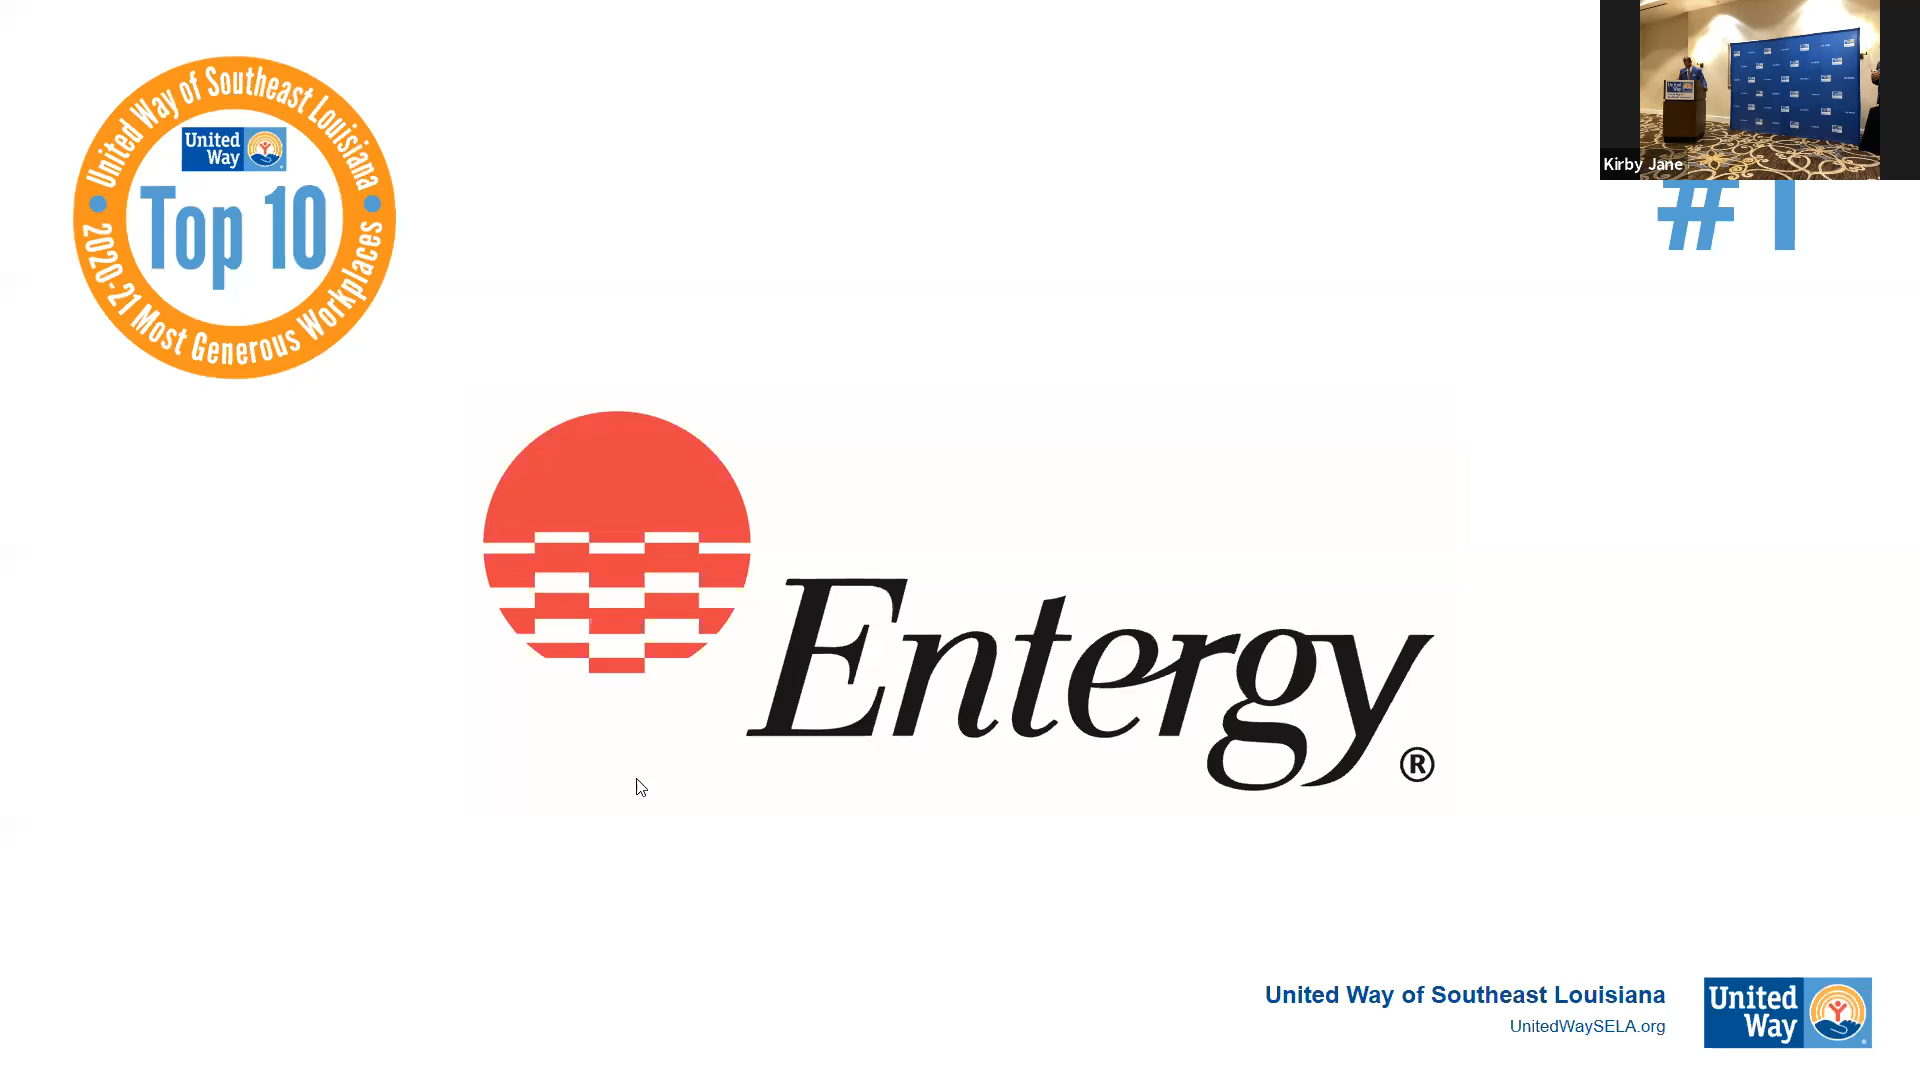 United Way of Southeast Louisiana
United
Way
Top 10
2020-21 Most Generous Workplaces
Kirby Jane
#1
Entergy®
United Way of Southeast Louisiana
UnitedWaySELA.org
United
Way